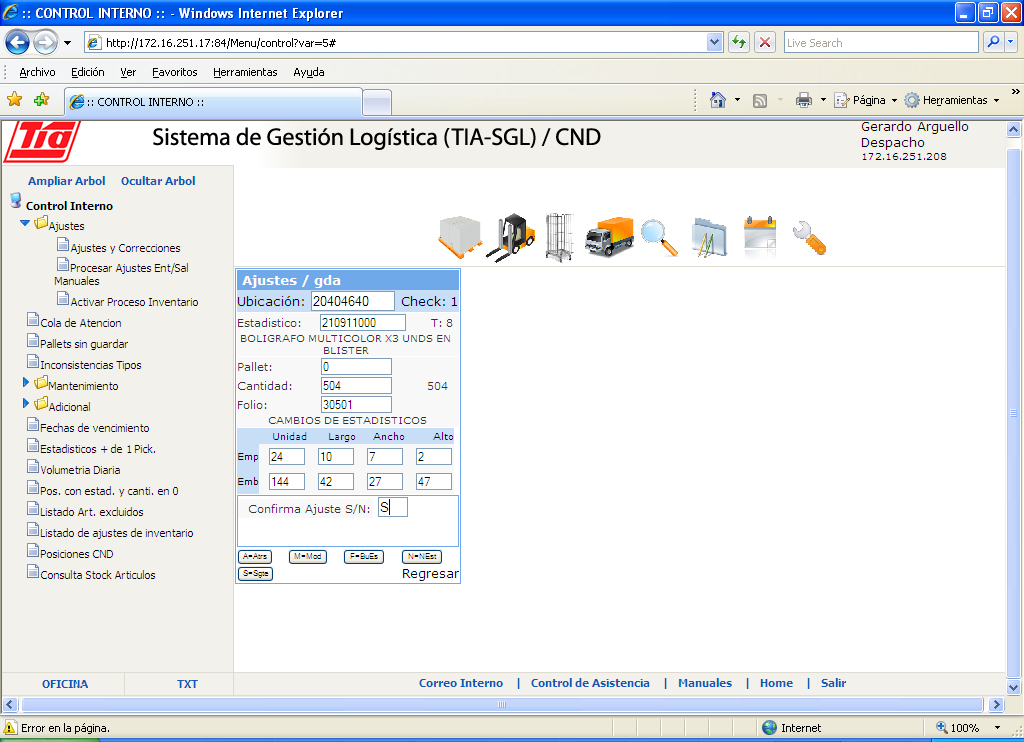 :: CONTROL INTERNO :: - Windows Internet Explorer
http://172.16.251.17:84/Menu/control?var=5#
Live Search
Archivo Edición Ver Favoritos Herramientas Ayuda
:: CONTROL INTERNO ::
Página Herramientas »
Tia
Sistema de Gestión Logística (TIA-SGL) / CND
Gerardo Arguello
Despacho
172.16.251.208
Ampliar Arbol Ocultar Arbol
Control Interno
Ajustes
Ajustes y Correcciones
Procesar Ajustes Ent/Sal
Manuales
Activar Proceso Inventario
Cola de Atencion
Pallets sin guardar
Inconsistencias Tipos
Mantenimiento
Adicional
Fechas de vencimiento
Estadisticos + de 1 Pick.
Volumetria Diaria
Pos. con estad. y canti. en 0
Listado Art. excluidos
Listado de ajustes de inventario
Posiciones CND
Consulta Stock Articulos
Ajustes / gda
Ubicación: 20404640 Check: 1
Estadistico: 210911000 T: 8
BOLIGRAFO MULTICOLOR X3 UNDS EN
BLISTER
Pallet: 0
Cantidad: 504 504
Folio: 30501
CAMBIOS DE ESTADISTICOS
Unidad Largo Ancho Alto
Emp 24 10 7 2
Emb 144 42 27 47
Confirma Ajuste S/N: S
A=Atrs M=Mod F=BuEs N=NEst
S=Sgte Regresar
OFICINA TXT
Correo Interno | Control de Asistencia | Manuales | Home | Salir
Error en la página. Internet 100%